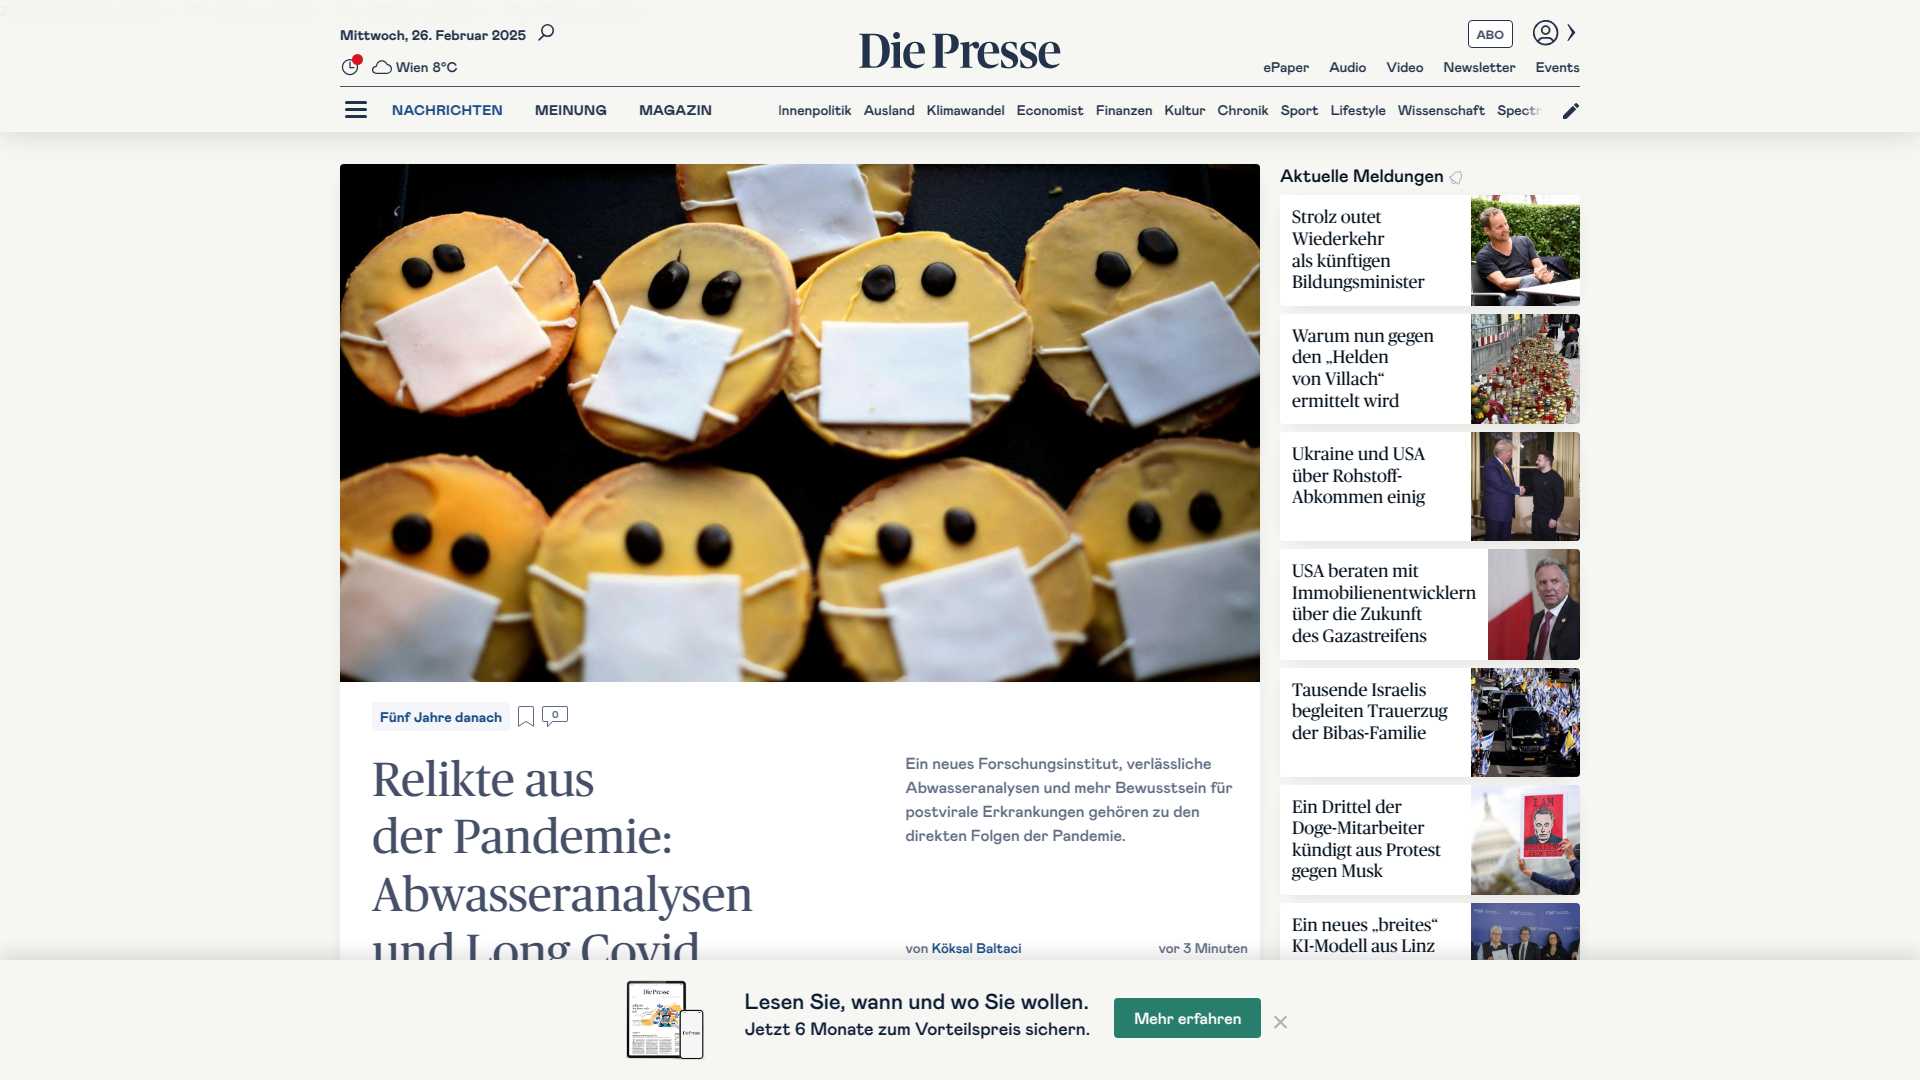 Mittwoch, 26. Februar 2025
Die Presse
ABO
Wien 8°C
ePaper Audio Video Newsletter Events
NACHRICHTEN MEINUNG MAGAZIN
Innenpolitik Ausland Klimawandel Economist Finanzen Kultur Chronik Sport Lifestyle Wissenschaft Spectr
Fünf Jahre danach
0
Relikte aus
der Pandemie:
Abwasseranalysen
und Long Covid
Ein neues Forschungsinstitut, verlässliche
Abwasseranalysen und mehr Bewusstsein für
postvirale Erkrankungen gehören zu den
direkten Folgen der Pandemie.
von Köksal Baltaci
vor 3 Minuten
Aktuelle Meldungen
Strolz outet
Wiederkehr
als künftigen
Bildungsminister
Warum nun gegen
den „Helden
von Villach“
ermittelt wird
Ukraine und USA
über Rohstoff-
Abkommen einig
USA beraten mit
Immobilienentwicklern
über die Zukunft
des Gazastreifens
Tausende Israelis
begleiten Trauerzug
der Bibas-Familie
Ein Drittel der
Doge-Mitarbeiter
kündigt aus Protest
gegen Musk
I AM
Ein neues „breites“
KI-Modell aus Linz
Die Presse
Die Presse
Lesen Sie, wann und wo Sie wollen.
Jetzt 6 Monate zum Vorteilspreis sichern.
Mehr erfahren